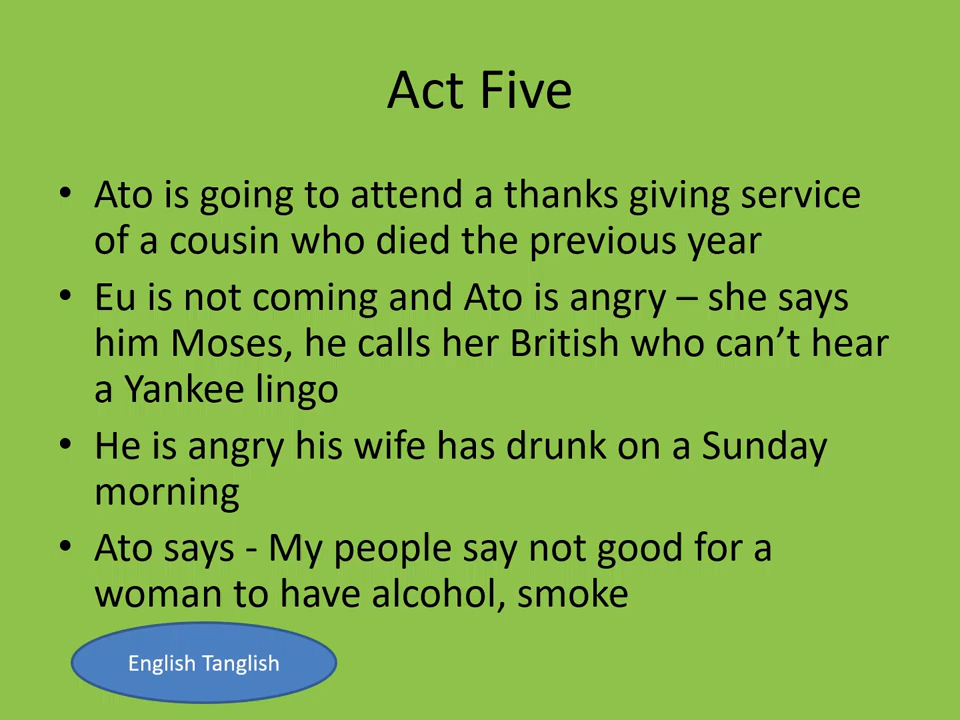 Act Five
• Ato is going to attend a thanks giving service
of a cousin who died the previous year
• Eu is not coming and Ato is angry – she says
him Moses, he calls her British who can’t hear
a Yankee lingo
• He is angry his wife has drunk on a Sunday
morning
• Ato says - My people say not good for a
woman to have alcohol, smoke
English Tanglish